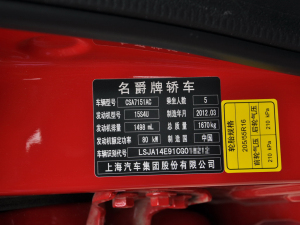 名爵牌轿车
车辆型号 CSA7151AC 乘坐人数 5
发动机型号 15S4U 制造年月 2012.03
发动机排量 1498 mL 总质量 1670 kg
发动机功率 80 kW 制造国 中国
车辆识别代号 LSJA14E91CG018212
上海汽车集团股份有限公司
轮胎规格 前轮气压 后轮气压
205/55R16 210 kPa 210 kPa